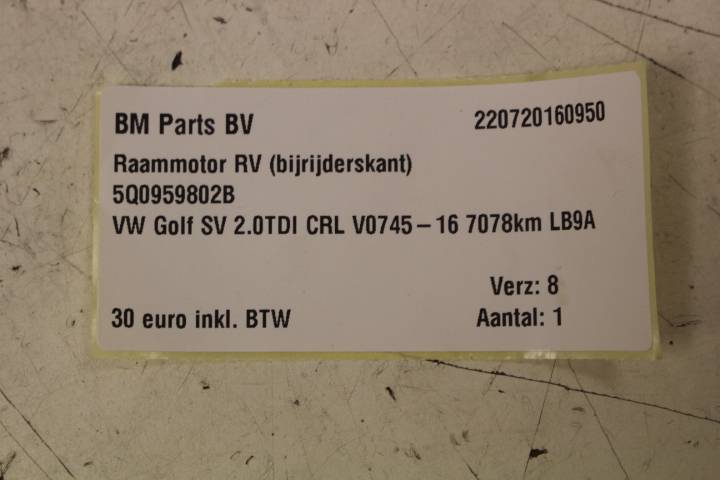 BM Parts BV 220720160950
Raammotor RV (bijrijderskant)
5Q0959802B
VW Golf SV 2.0TDI CRL V0745-16 7078km LB9A
Verz: 8
30 euro inkl. BTW Aantal: 1